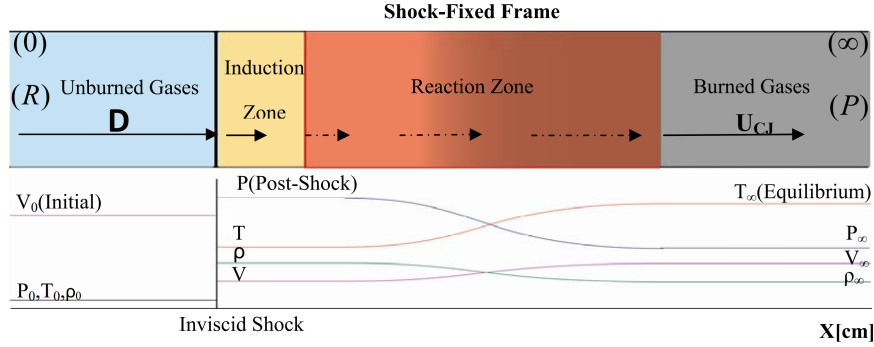 Shock-Fixed Frame
(0)
(∞)
Induction
Unburned Gases
Reaction Zone
Burned Gases
(R)
(P)
Zone
D
U_CJ
P(Post-Shock)
V₀(Initial)
T∞(Equilibrium)
T
P∞
ρ
V∞
V
ρ∞
P₀,T₀,ρ₀
Inviscid Shock
X[cm]